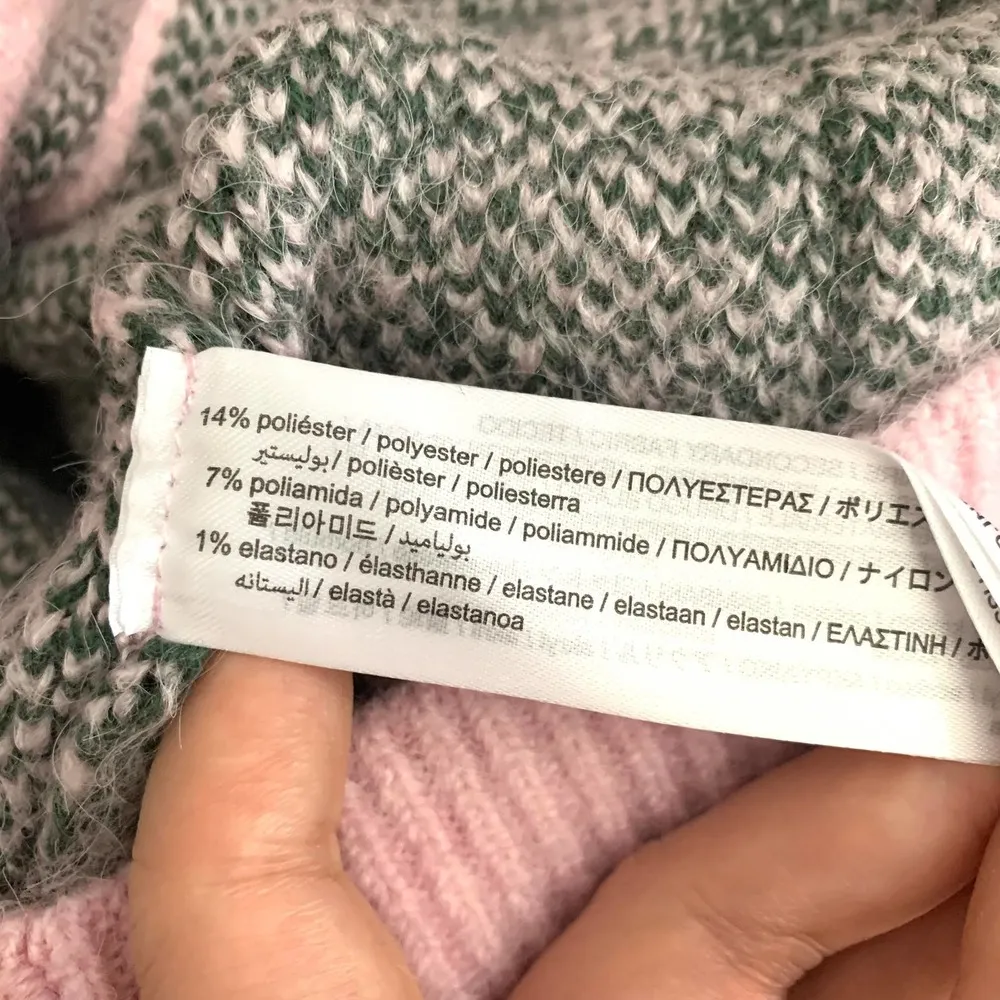 14% poliéster / polyester / poliestere / ΠΟΛΥΕΣΤΕΡΑΣ / ポリエス
بوليستير / polièster / poliesterra
7% poliamida / polyamide / poliammide / ΠΟΛΥΑΜΙΔΙΟ / ナイロン
폴리아미드 / بولياميد
1% elastano / élasthanne / elastane / elastaan / elastan / ΕΛΑΣΤΙΝΗ / ポ
اليستانه / elastà / elastanoa